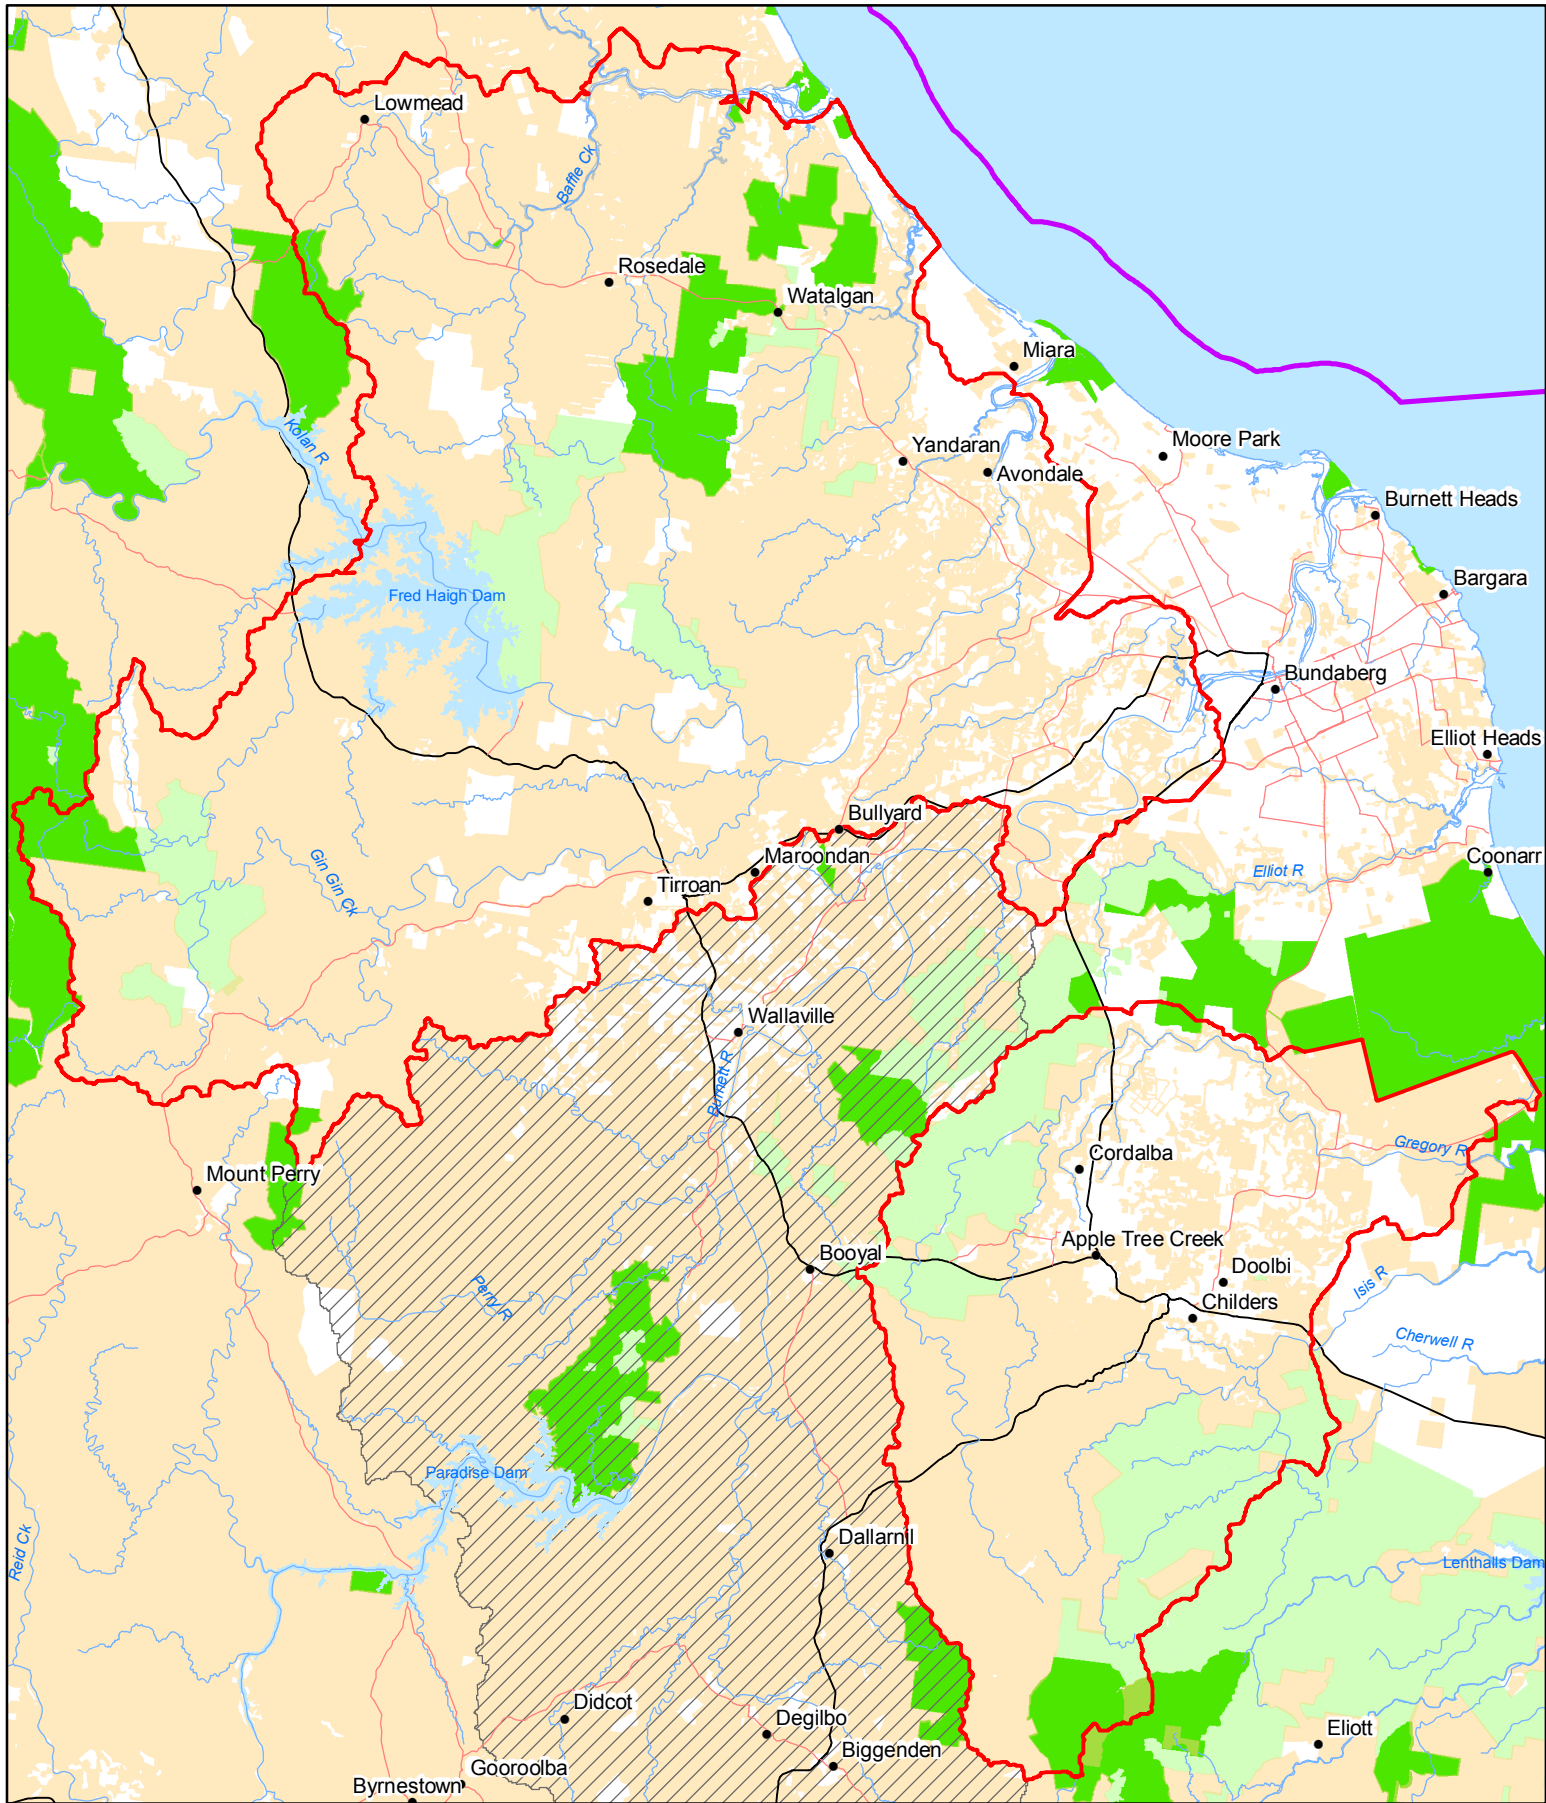 Lowmead
Baffle Ck
Rosedale
Watalgan
Miara
Kolan R
Yandaran
Moore Park
Avondale
Burnett Heads
Bargara
Fred Haigh Dam
Bundaberg
Elliot Heads
Bullyard
Maroondan
Coonarr
Gin Gin Ck
Tirroan
Elliot R
Wallaville
Burnett R
Gregory R
Cordalba
Mount Perry
Apple Tree Creek
Booyal
Doolbi
Isis R
Perry R
Childers
Cherwell R
Paradise Dam
Reid Ck
Dallarnil
Lenthalls Dam
Didcot
Degilbo
Eliott
Biggenden
Gooroolba
Byrnestown